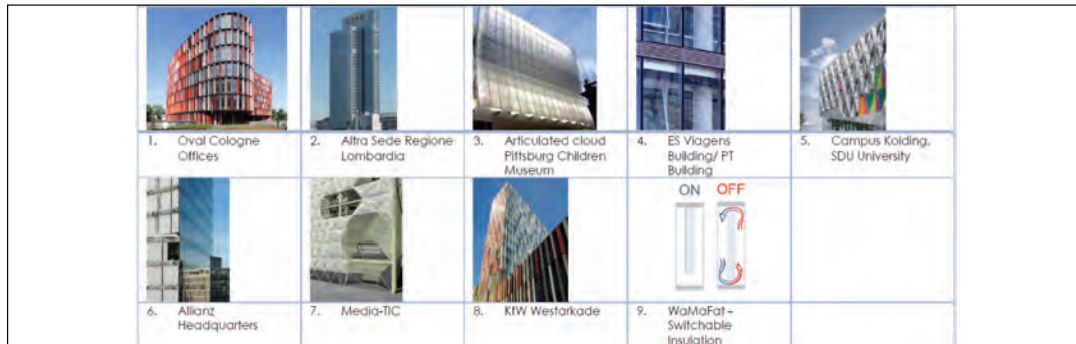 1. Oval Cologne
Offices
2. Altra Sede Regione
Lombardia
3. Articulated cloud
Pittsburg Children
Museum
4. ES Viagens
Building/ PT
Building
5. Campus Kolding,
SDU University
ON OFF
6. Allianz
Headquarters
7. Media-TIC
8. KfW Westarkade
9. WaMaFat –
Switchable
Insulation